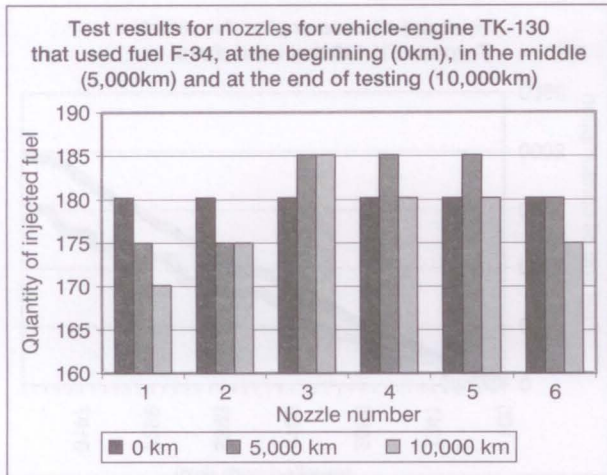 Test results for nozzles for vehicle-engine TK-130
that used fuel F-34, at the beginning (0km), in the middle
(5,000km) and at the end of testing (10,000km)
Quantity of injected fuel
190
185
180
175
170
165
160
1 2 3 4 5 6
Nozzle number
0 km 5,000 km 10,000 km